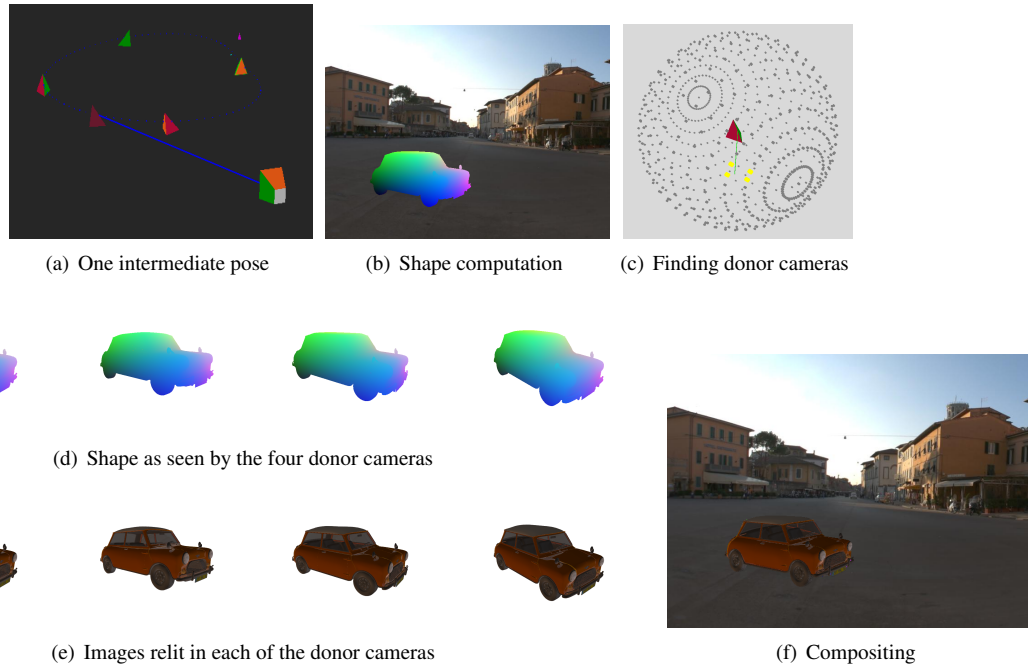 (a) One intermediate pose
(b) Shape computation
(c) Finding donor cameras
(d) Shape as seen by the four donor cameras
(e) Images relit in each of the donor cameras
(f) Compositing